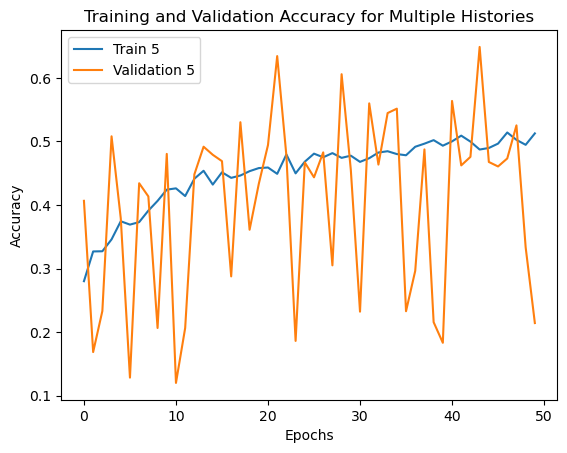 Training and Validation Accuracy for Multiple Histories
Train 5
Validation 5
0.6
0.5
0.4
0.3
0.2
0.1
Accuracy
0 10 20 30 40 50
Epochs